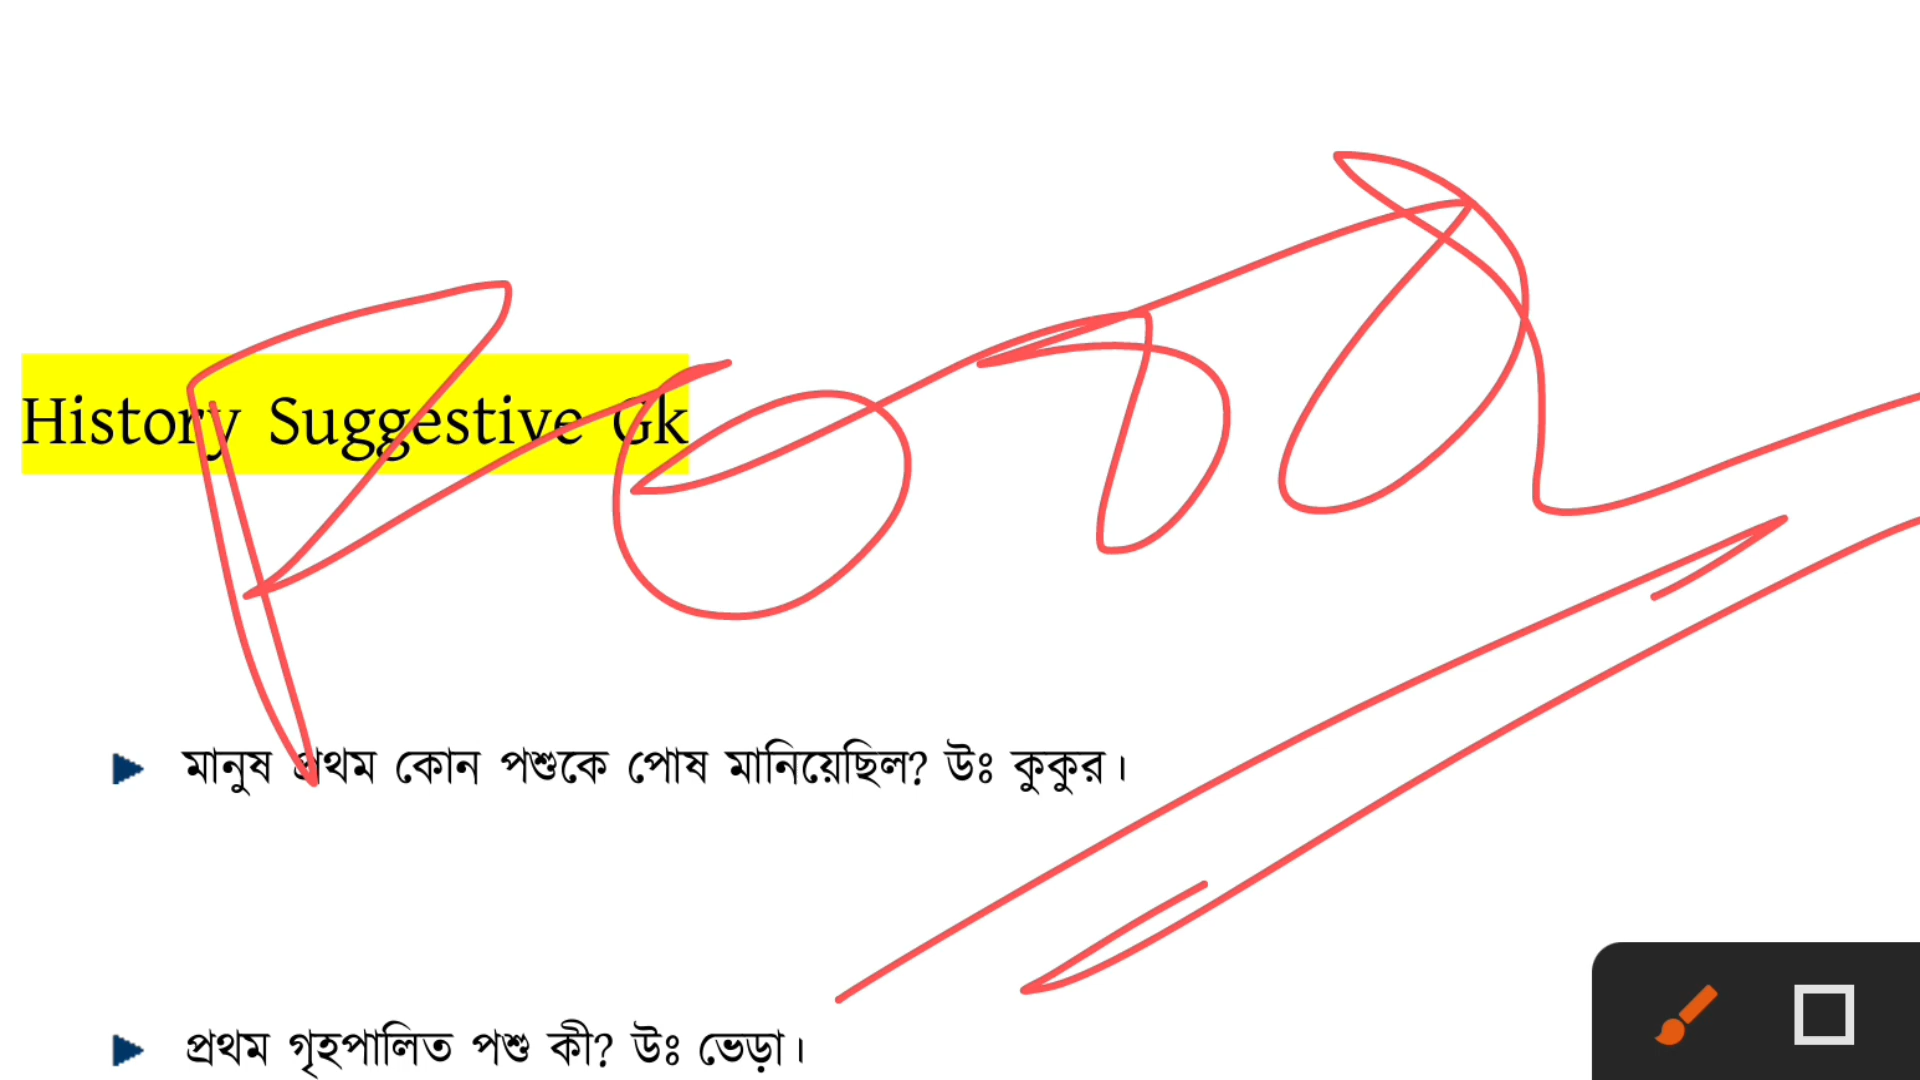 History Suggestive Gk
মানুষ প্রথম কোন পশুকে পোষ মানিয়েছিল? উঃ কুকুর।
প্রথম গৃহপালিত পশু কী? উঃ ভেড়া।